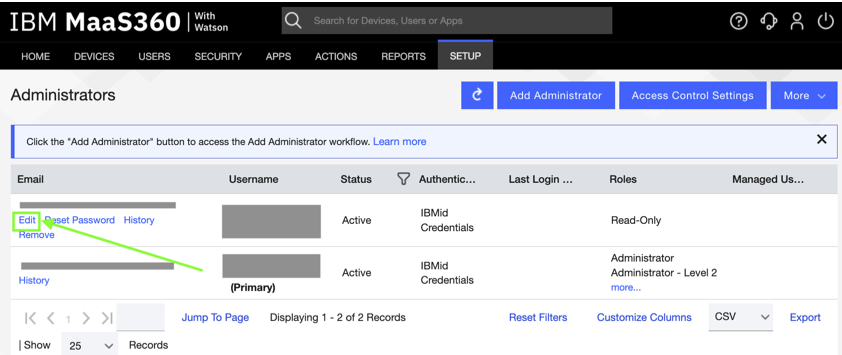 IBM MaaS360 | With Watson
Search for Devices, Users or Apps
HOME DEVICES USERS SECURITY APPS ACTIONS REPORTS SETUP
Administrators
Add Administrator Access Control Settings More
Click the "Add Administrator" button to access the Add Administrator workflow. Learn more
Email Username Status Authentic... Last Login ... Roles Managed Us...
Edit Reset Password History
Remove
Active
IBMid
Credentials
Read-Only
History
(Primary)
Active
IBMid
Credentials
Administrator
Administrator - Level 2
more...
1 Jump To Page Displaying 1 - 2 of 2 Records Reset Filters Customize Columns CSV Export
| Show 25 Records